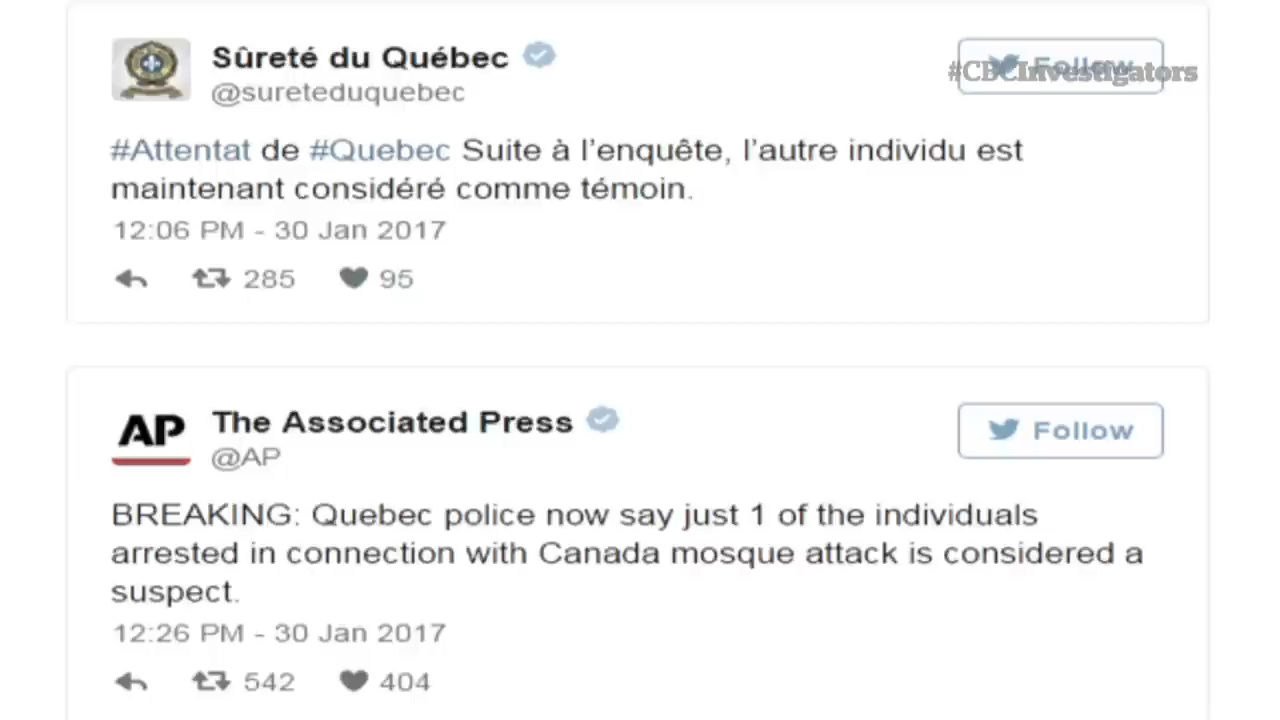 Sûreté du Québec
@sureteduquebec
Follow
#CBCInvestigators
#Attentat de #Quebec Suite à l'enquête, l'autre individu est
maintenant considéré comme témoin.
12:06 PM - 30 Jan 2017
285 95
AP
The Associated Press
@AP
Follow
BREAKING: Quebec police now say just 1 of the individuals
arrested in connection with Canada mosque attack is considered a
suspect.
12:26 PM - 30 Jan 2017
542 404